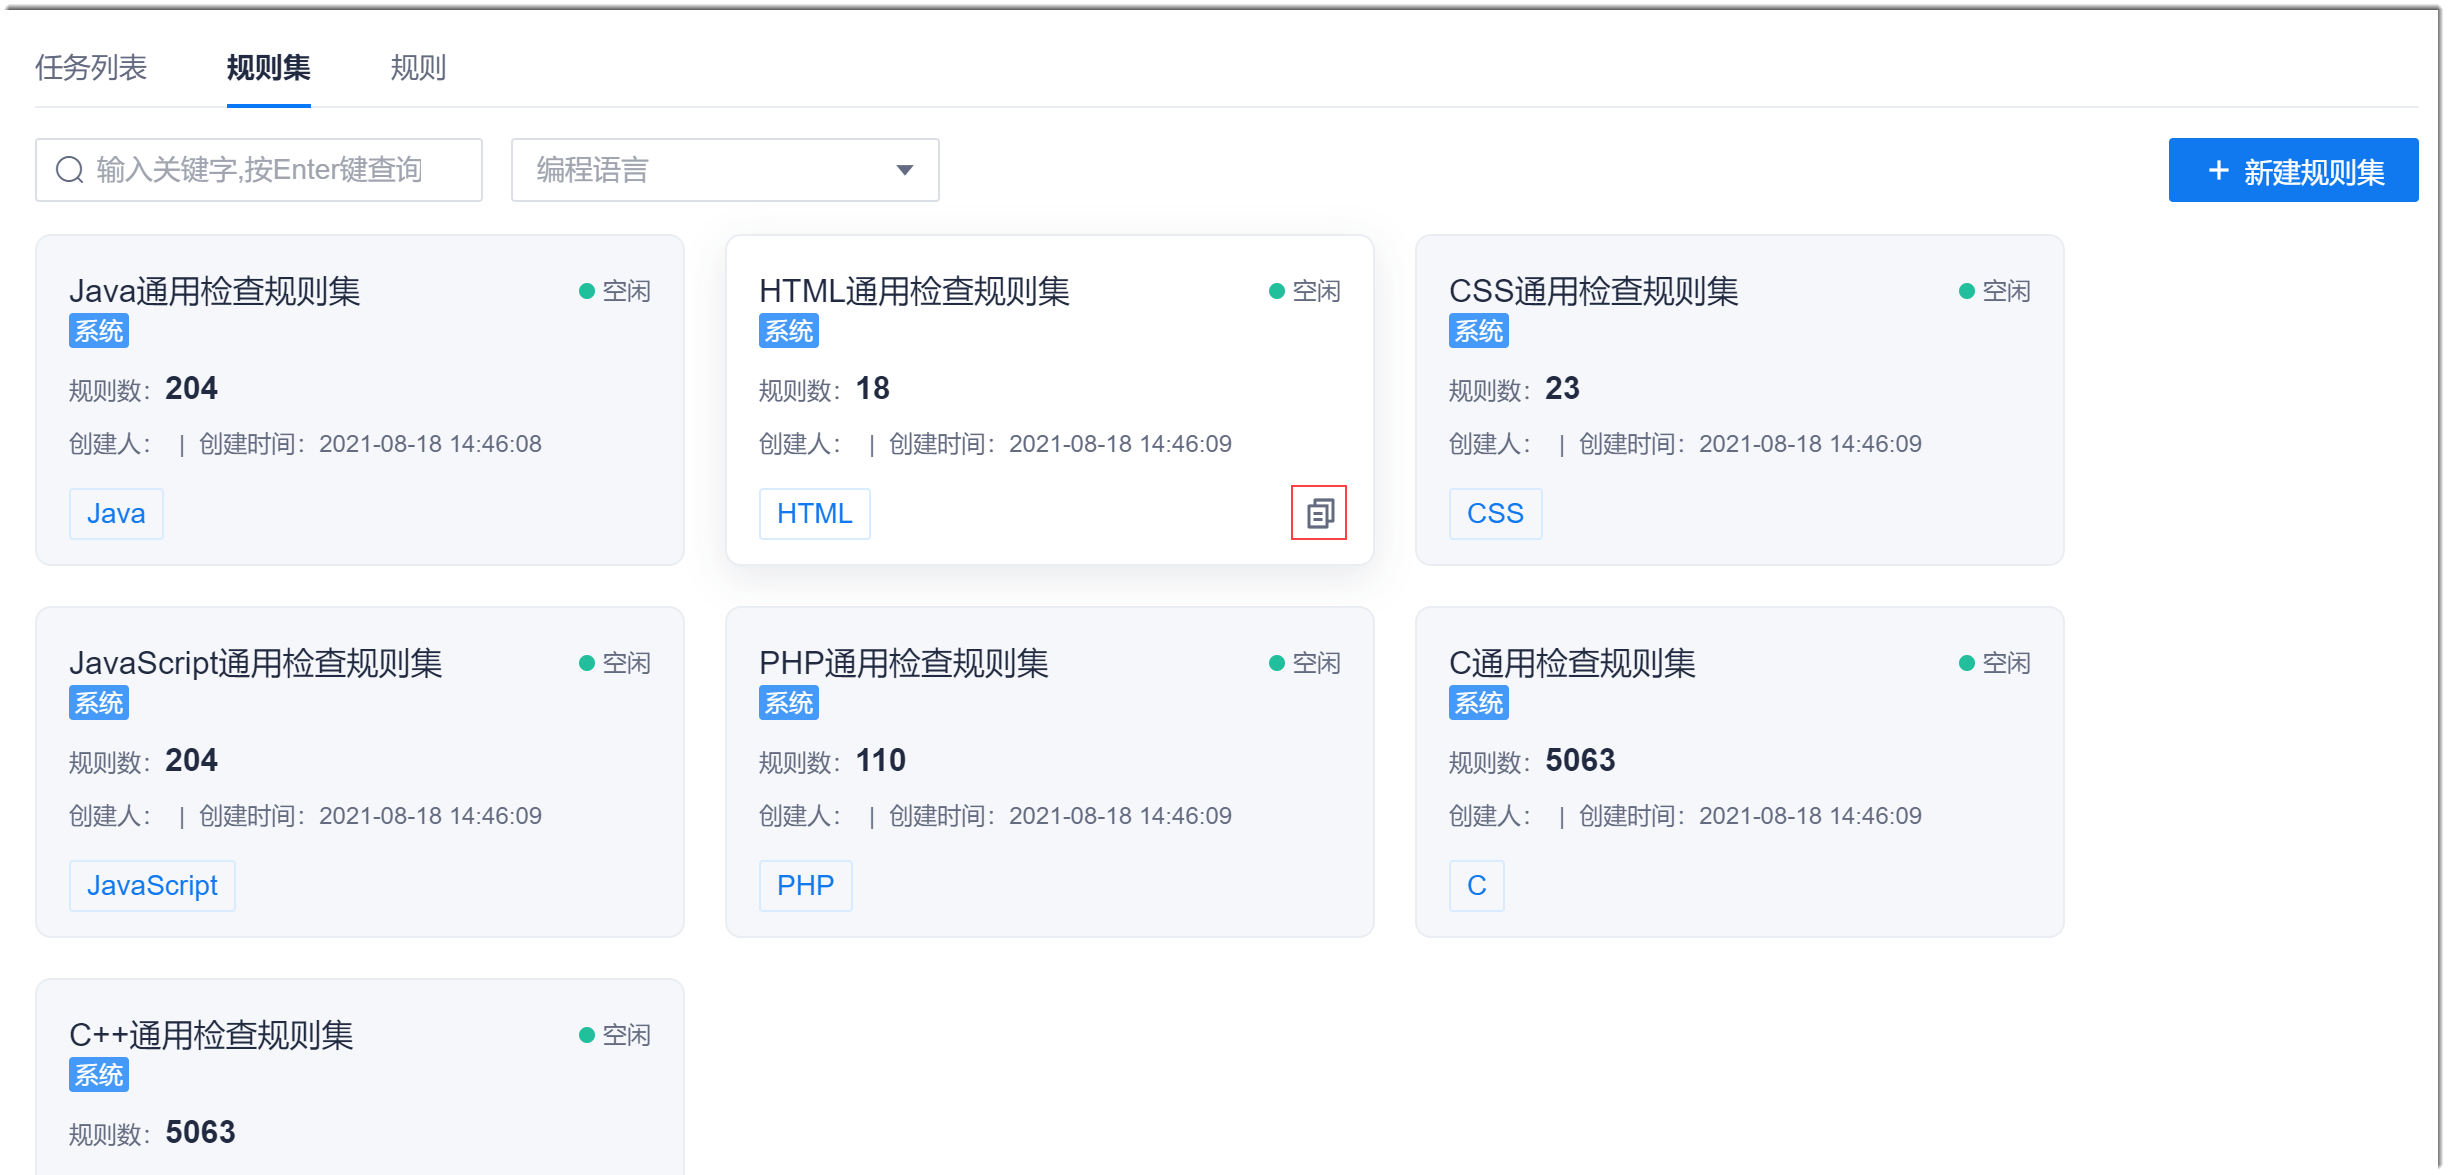 任务列表 规则集 规则
输入关键字,按Enter键查询 编程语言 + 新建规则集
Java通用检查规则集 空闲
系统
规则数： 204
创建人： | 创建时间：2021-08-18 14:46:08
Java
HTML通用检查规则集 空闲
系统
规则数： 18
创建人： | 创建时间：2021-08-18 14:46:09
HTML
CSS通用检查规则集 空闲
系统
规则数： 23
创建人： | 创建时间：2021-08-18 14:46:09
CSS
JavaScript通用检查规则集 空闲
系统
规则数： 204
创建人： | 创建时间：2021-08-18 14:46:09
JavaScript
PHP通用检查规则集 空闲
系统
规则数： 110
创建人： | 创建时间：2021-08-18 14:46:09
PHP
C通用检查规则集 空闲
系统
规则数： 5063
创建人： | 创建时间：2021-08-18 14:46:09
C
C++通用检查规则集 空闲
系统
规则数： 5063